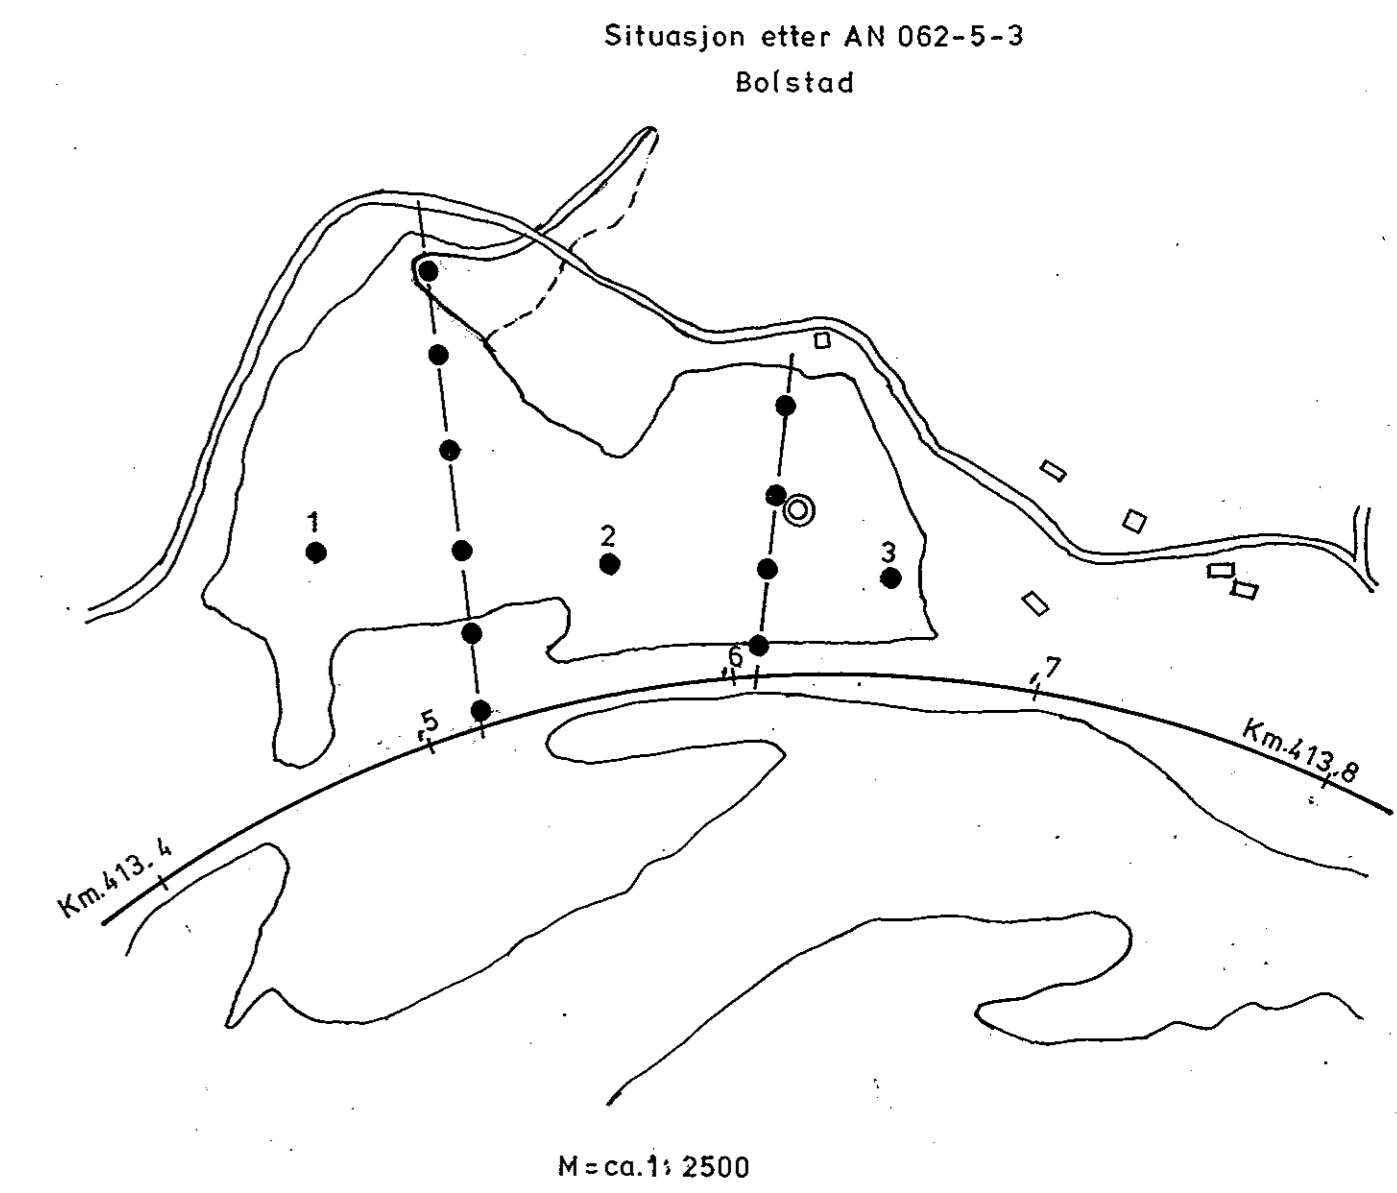 Situasjon etter AN 062-5-3
Bolstad
1
2
3
,6
,7
,5
Km.413,8
Km.413.4
M=ca.1: 2500